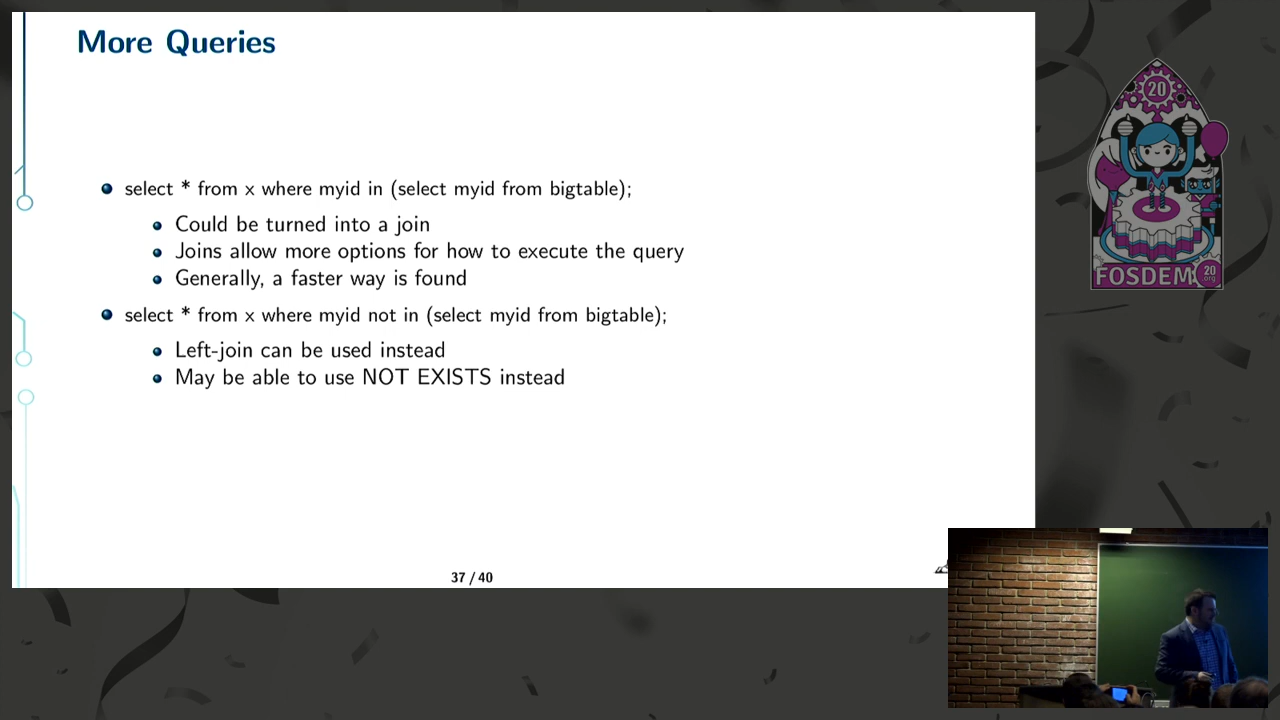 More Queries
select * from x where myid in (select myid from bigtable);
Could be turned into a join
Joins allow more options for how to execute the query
Generally, a faster way is found
select * from x where myid not in (select myid from bigtable);
Left-join can be used instead
May be able to use NOT EXISTS instead
37 / 40
20
FOSDEM
20
.org